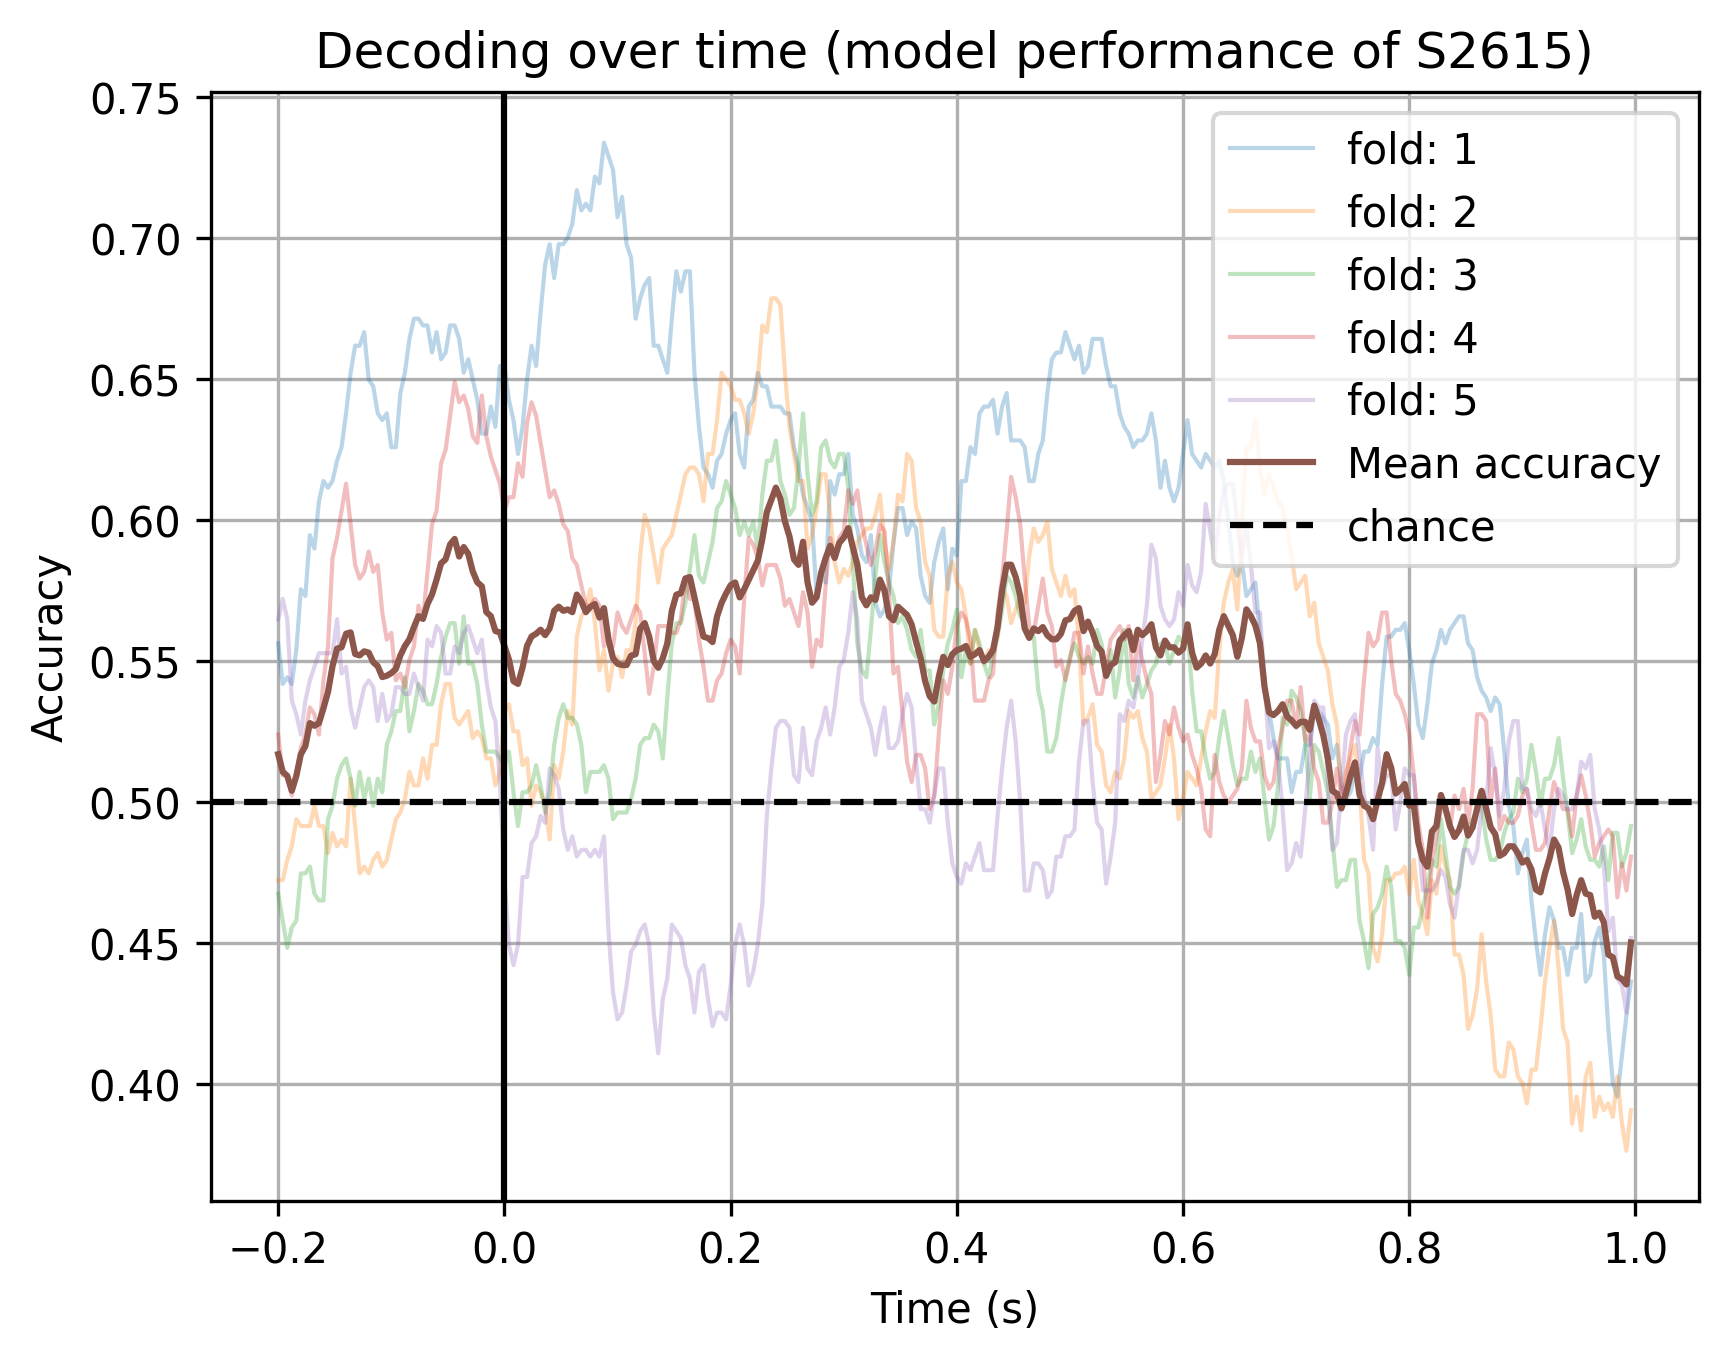 Decoding over time (model performance of S2615)
0.75
0.70
0.65
0.60
0.55
0.50
0.45
0.40
Accuracy
fold: 1
fold: 2
fold: 3
fold: 4
fold: 5
Mean accuracy
chance
−0.2 0.0 0.2 0.4 0.6 0.8 1.0
Time (s)